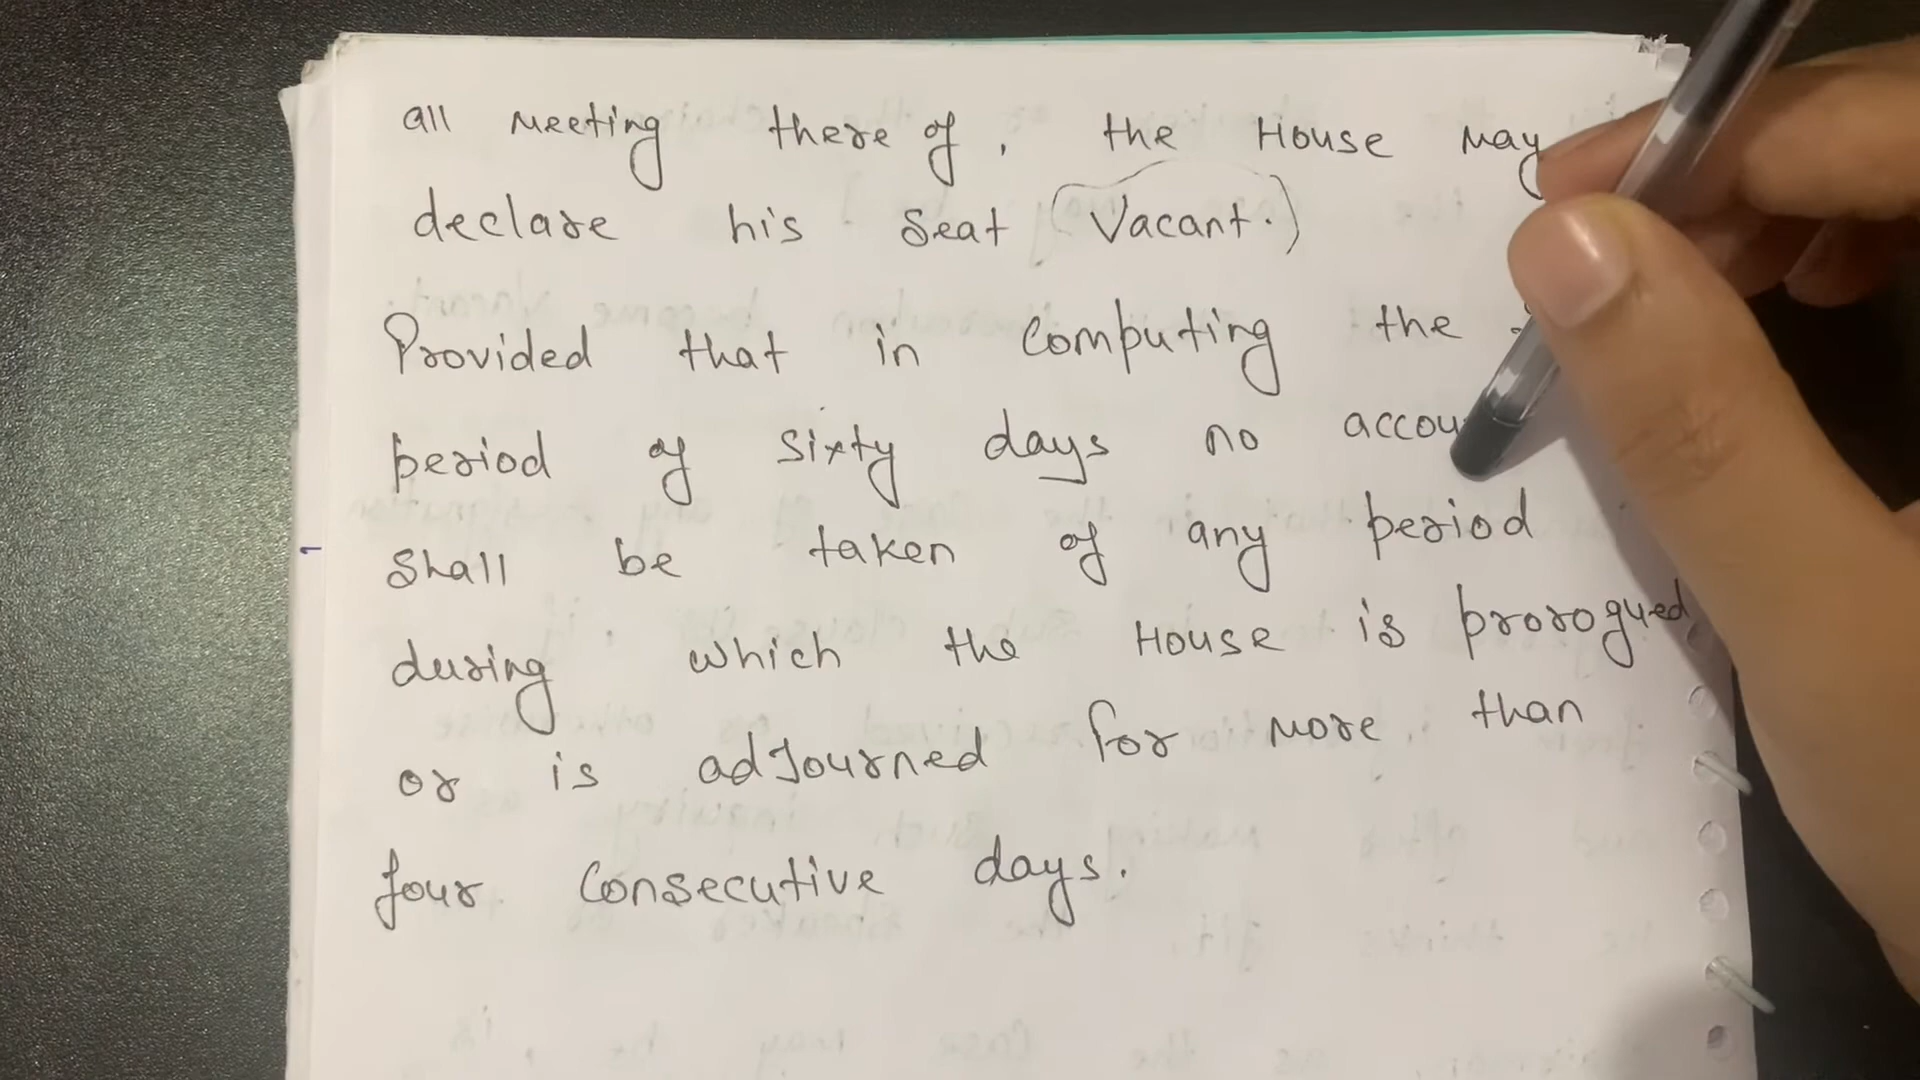 all meeting there of, the House may
declare his seat (Vacant.)
Provided that in Computing the
period of sixty days no
shall be taken of any period
during which the House is prorogued
or is adjourned for more than
four Consecutive days.